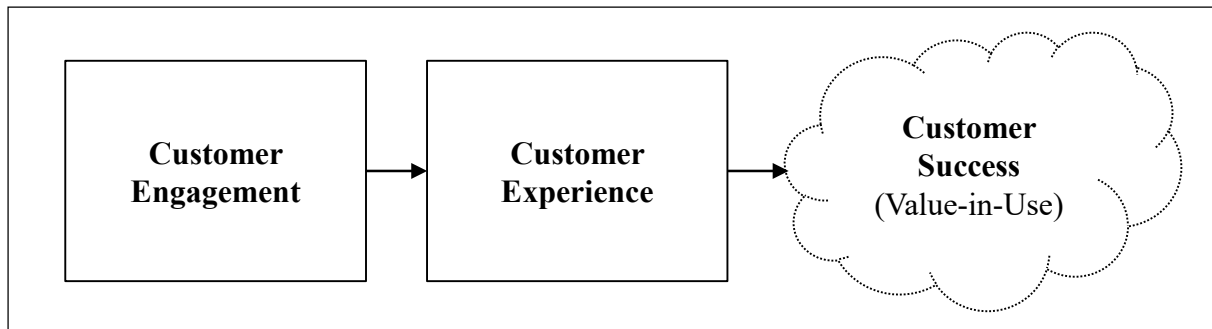 Customer
Engagement
Customer
Experience
Customer
Success
(Value-in-Use)